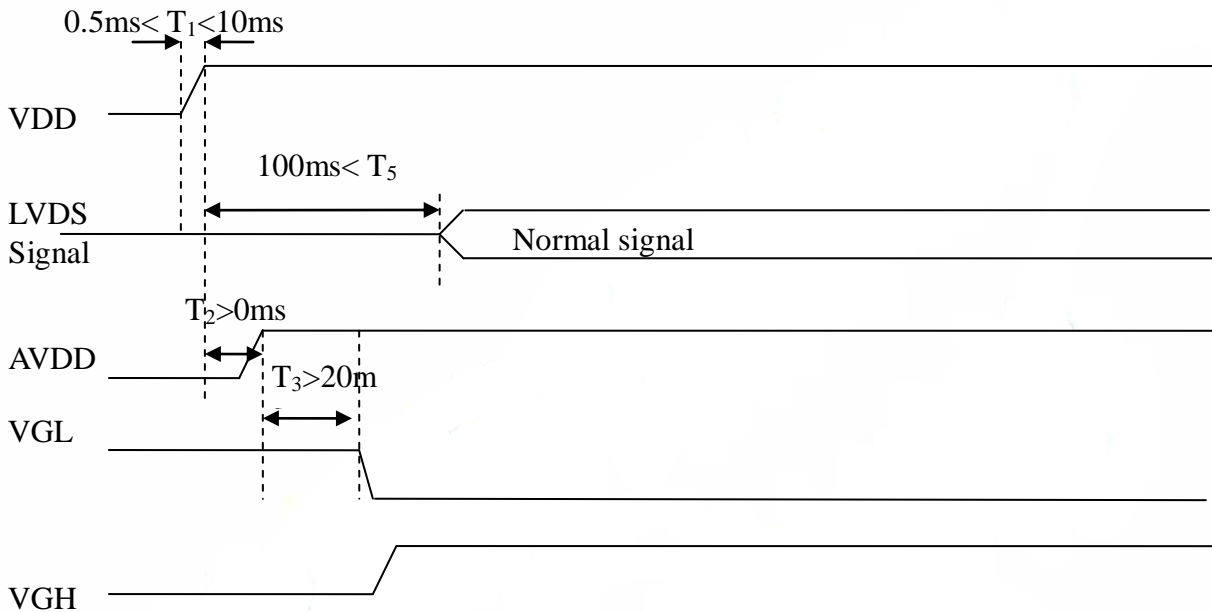 0.5ms< T₁<10ms
VDD
100ms< T₅
LVDS
Signal
Normal signal
T₂>0ms
AVDD
T₃>20m
VGL
VGH